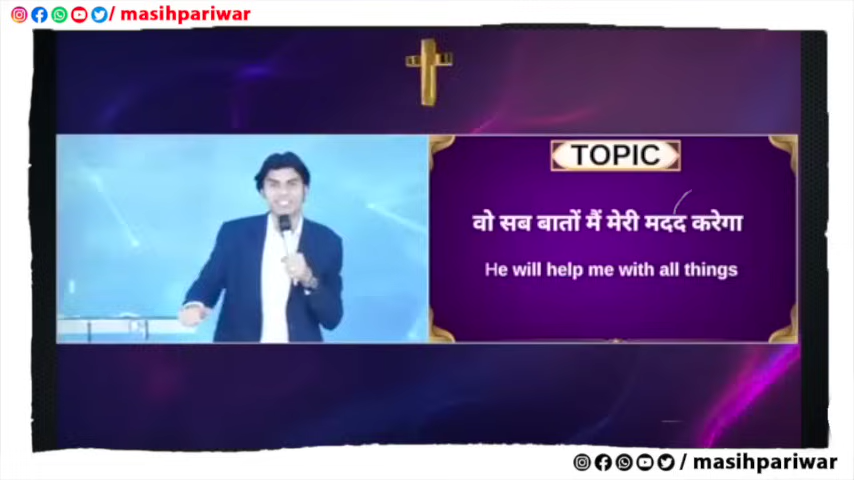 / masihpariwar
TOPIC
वो सब बातों मैं मेरी मदद करेगा
He will help me with all things
/ masihpariwar